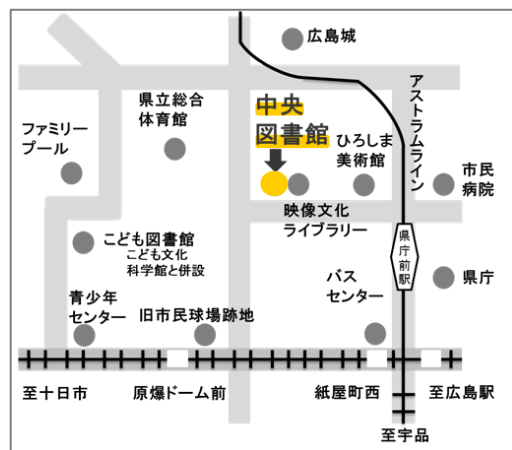 広島城
県立総合
体育館
中央
図書館
ファミリー
プール
ひろしま
美術館
アストラムライン
市民
病院
映像文化
ライブラリー
こども図書館
こども文化
科学館と併設
県庁前駅
県庁
青少年
センター
旧市民球場跡地
バス
センター
至十日市
原爆ドーム前
紙屋町西
至広島駅
至宇品